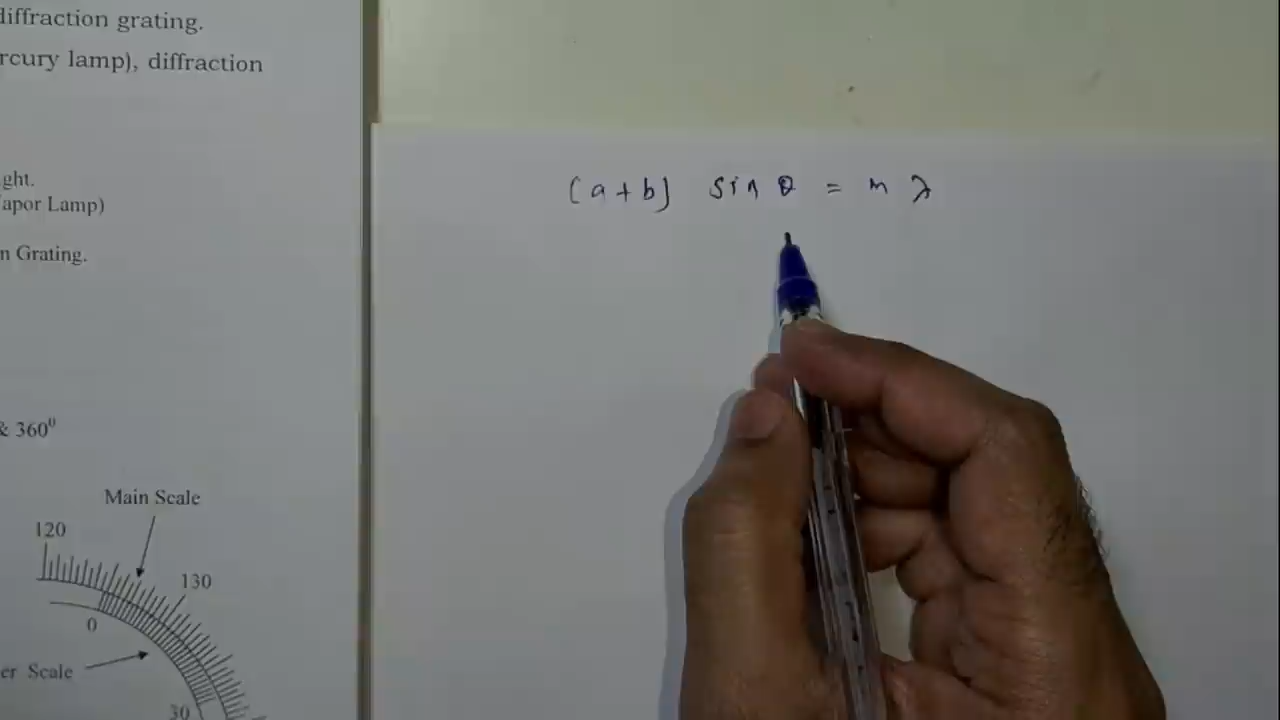 diffraction grating.
rcury lamp), diffraction
ght.
apor Lamp)
n Grating.
& 360⁰
Main Scale
120
130
0
er Scale
30
(a+b) sin θ = m λ